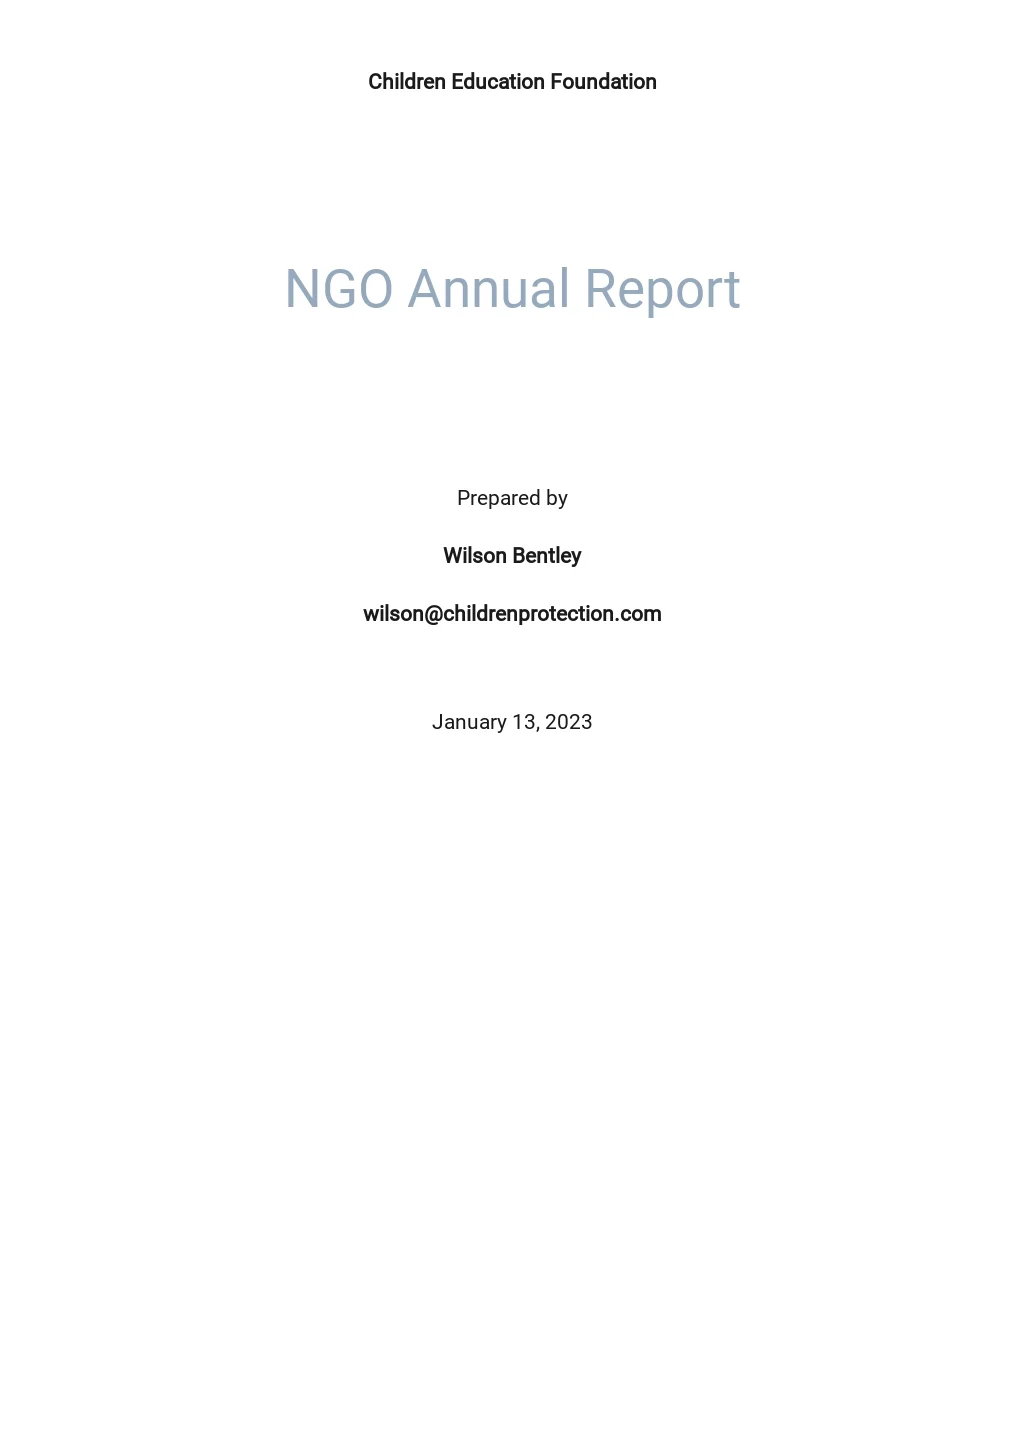 Children Education Foundation
NGO Annual Report
Prepared by
Wilson Bentley
wilson@childrenprotection.com
January 13, 2023